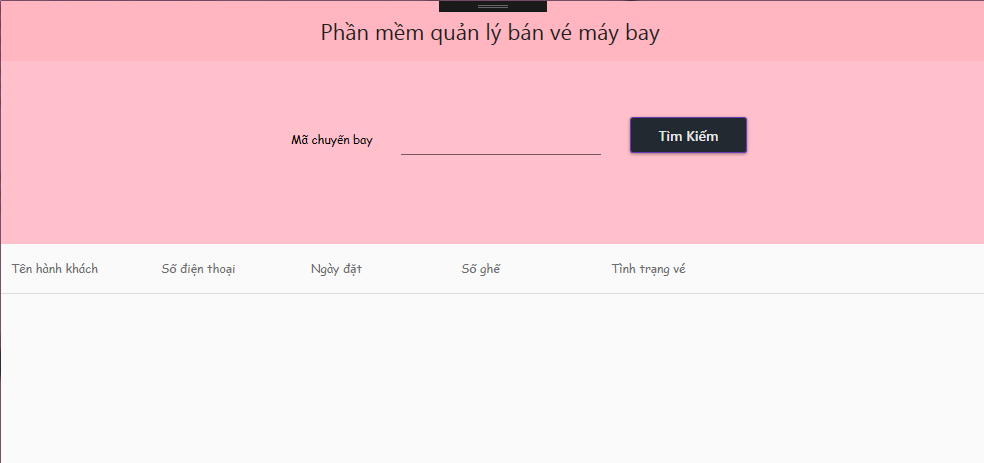 Phần mềm quản lý bán vé máy bay
Mã chuyến bay
Tìm Kiếm
Tên hành khách Số điện thoại Ngày đặt Số ghế Tình trạng vé